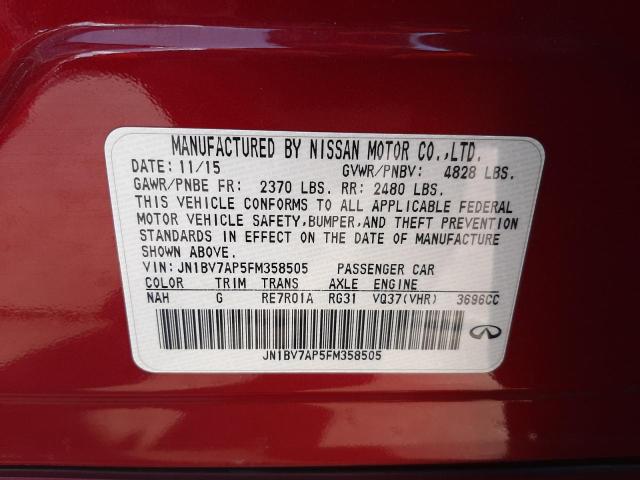 MANUFACTURED BY NISSAN MOTOR CO.,LTD.
DATE: 11/15 GVWR/PNBV: 4828 LBS.
GAWR/PNBE FR: 2370 LBS. RR: 2480 LBS.
THIS VEHICLE CONFORMS TO ALL APPLICABLE FEDERAL
MOTOR VEHICLE SAFETY,BUMPER,AND THEFT PREVENTION
STANDARDS IN EFFECT ON THE DATE OF MANUFACTURE
SHOWN ABOVE.
VIN: JN1BV7AP5FM358505 PASSENGER CAR
COLOR TRIM TRANS AXLE ENGINE
NAH G RE7R01A RG31 VQ37(VHR) 3696CC
JN1BV7AP5FM358505
INFINITI